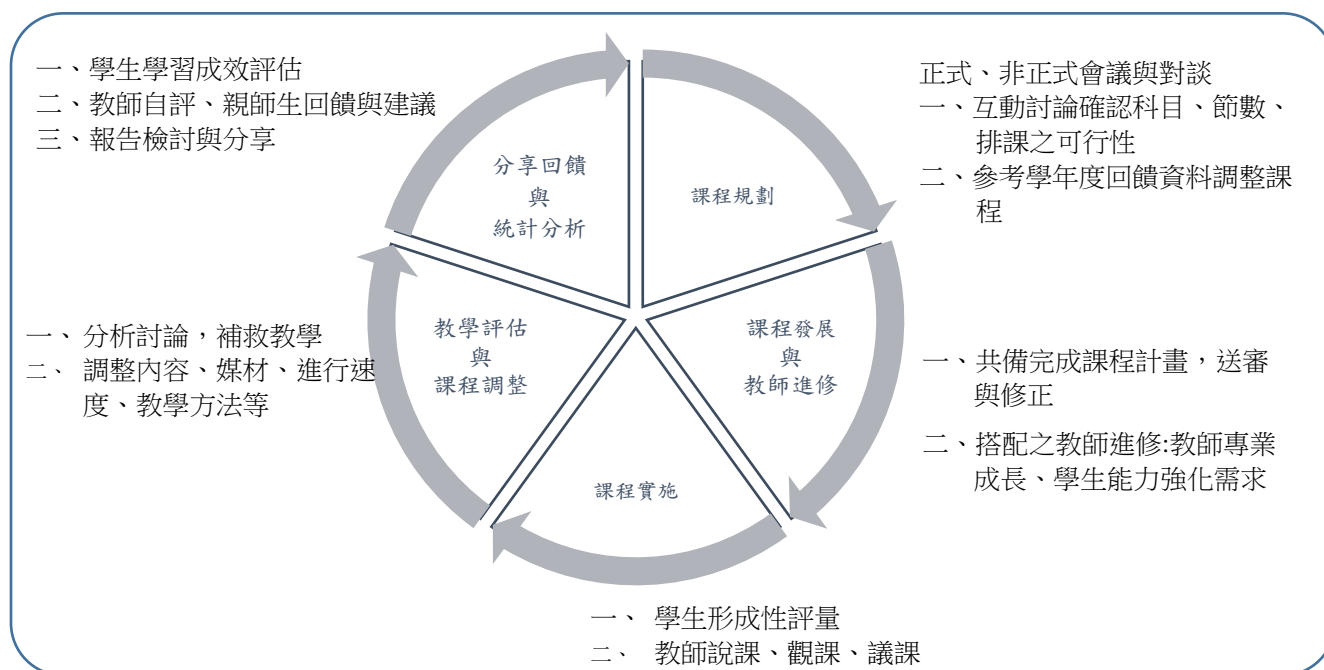 一、學生學習成效評估
二、教師自評、親師生回饋與建議
三、報告檢討與分享
分享回饋
與
統計分析
課程規劃
正式、非正式會議與對談
一、互動討論確認科目、節數、
排課之可行性
二、參考學年度回饋資料調整課
程
一、 分析討論，補救教學
二、 調整內容、媒材、進行速
度、教學方法等
教學評估
與
課程調整
課程發展
與
教師進修
一、共備完成課程計畫，送審
與修正
二、搭配之教師進修:教師專業
成長、學生能力強化需求
課程實施
一、 學生形成性評量
二、 教師說課、觀課、議課